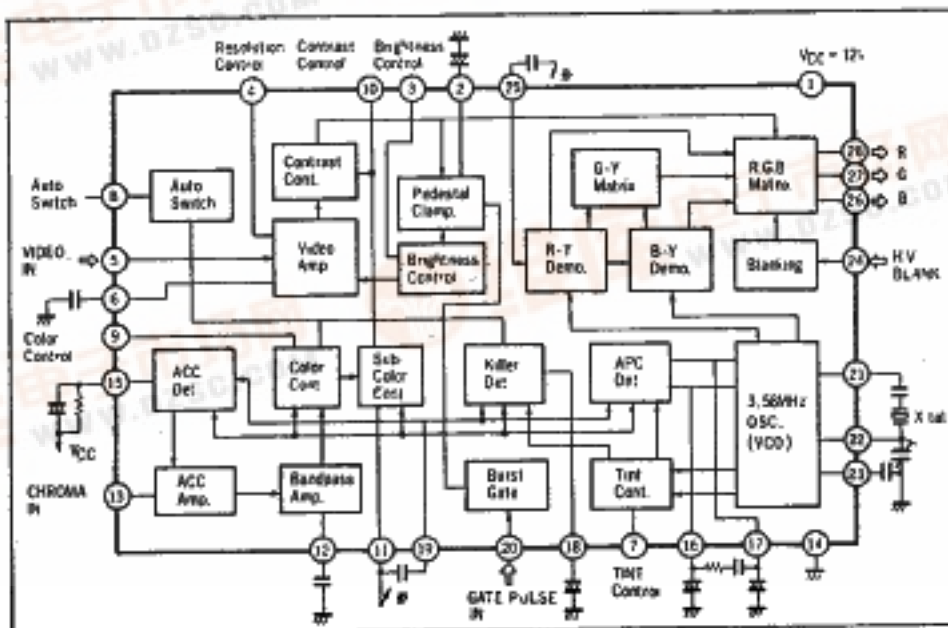 Resolution Control
Contrast Control
Brightness Control
VCC = 12V
4
10
3
2
25
1
Auto Switch
8
Auto Switch
Contrast Cont.
Pedestal Clamp.
G-Y Matrix
R.G.B Matrix
28
R
27
G
26
B
VIDEO IN
5
Video Amp
Brightness Control
R-Y Demo.
B-Y Demo.
Blanking
24
H.V BLANK
6
9
Color Control
15
VCC
ACC Det
Color Cont
Sub Color Cont
Killer Det
APC Det
3.58MHz OSC. (VCO)
21
X'tal
22
23
CHROMA IN
13
ACC Amp.
Bandpass Amp.
Burst Gate
Tint Cont.
12
11
19
20
18
7
16
17
14
GATE PULSE IN
TINT Control